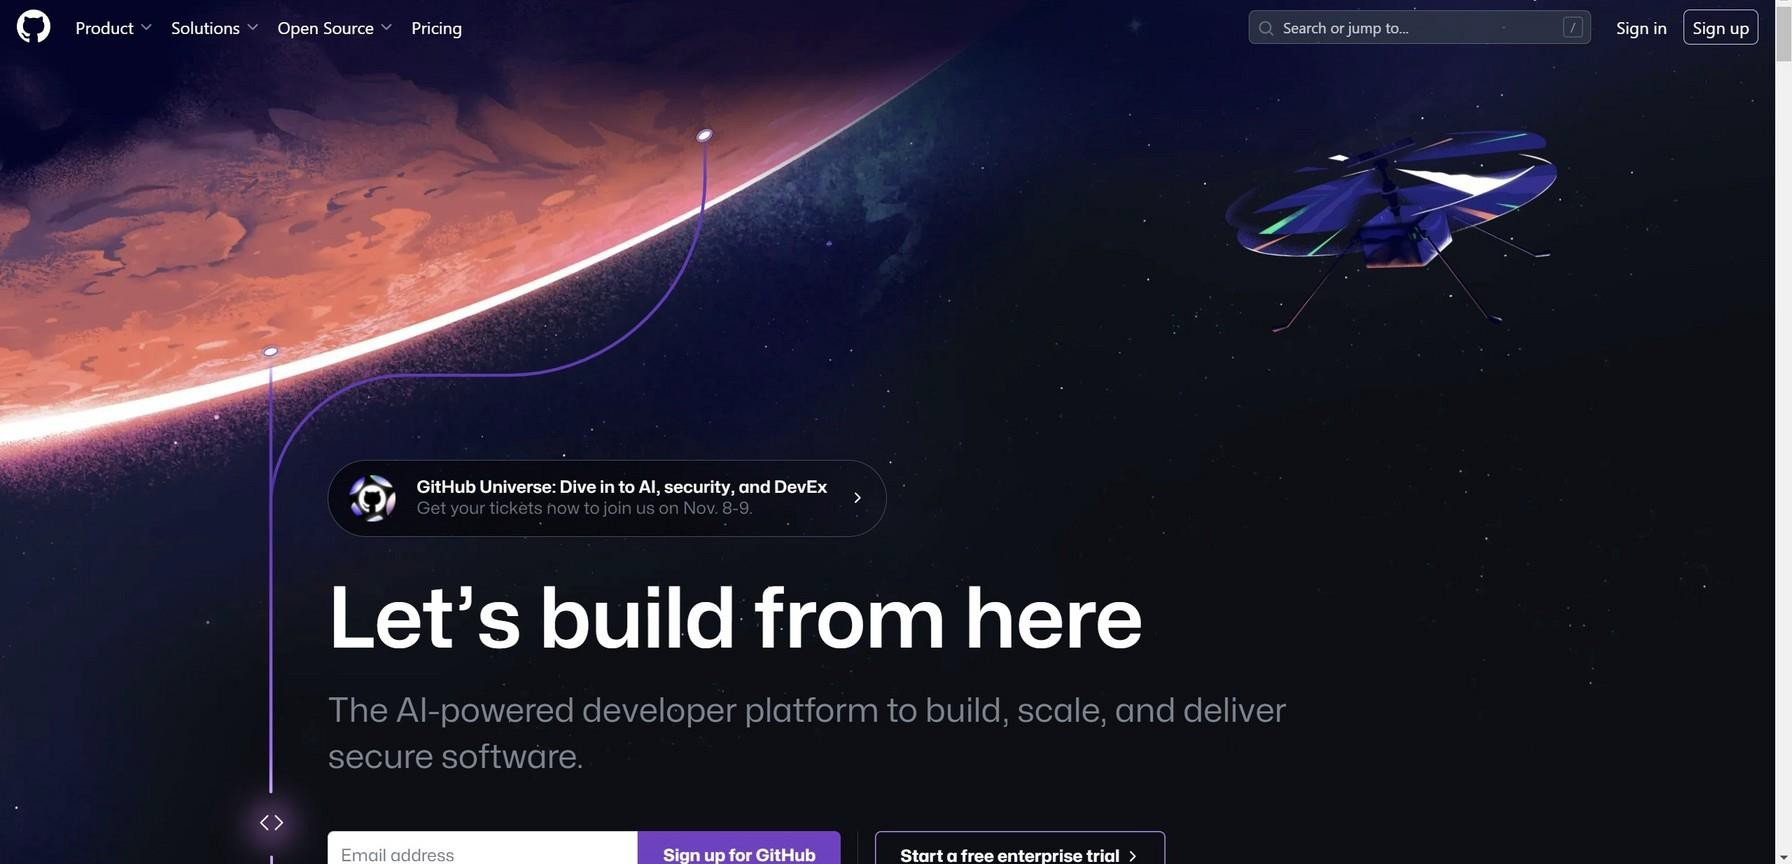 Product
Solutions
Open Source
Pricing
Search or jump to...
/
Sign in
Sign up
GitHub Universe: Dive in to AI, security, and DevEx
Get your tickets now to join us on Nov. 8-9.
Let’s build from here
The AI-powered developer platform to build, scale, and deliver
secure software.
Email address
Sign up for GitHub
Start a free enterprise trial